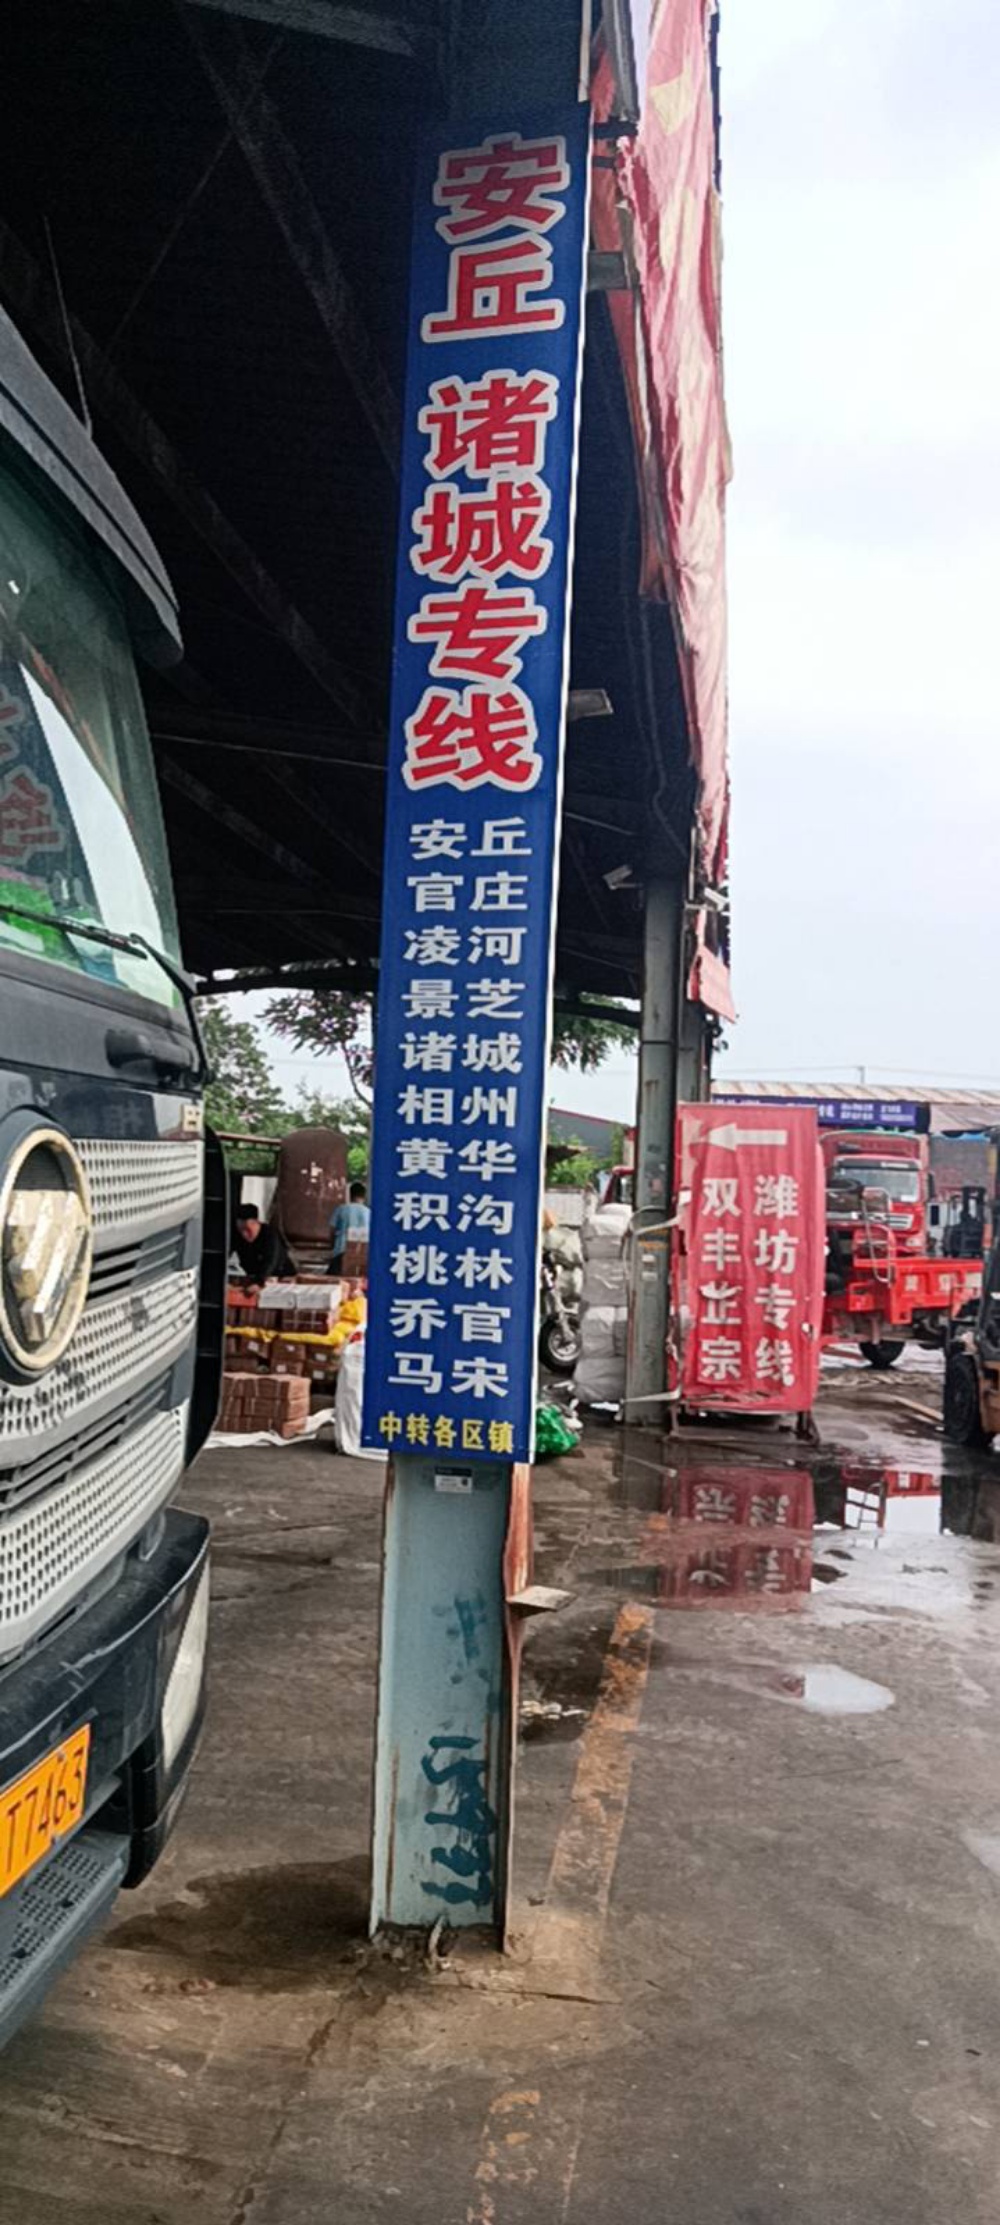 安丘 诸城专线
安丘
官庄
凌河
景芝
诸城
相州
黄华
积沟
桃林
乔官
马宋
中转各区镇
潍坊专线
双丰正宗
T7463